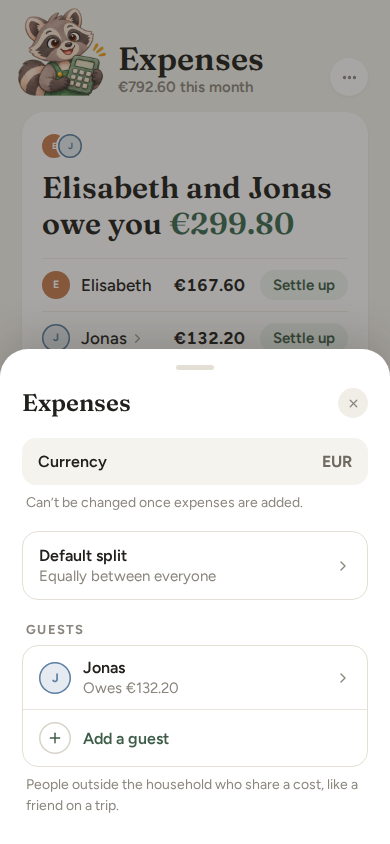 Expenses
€792.60 this month
E J
Elisabeth and Jonas
owe you €299.80
E Elisabeth €167.60 Settle up
J Jonas €132.20 Settle up
Expenses
Currency EUR
Can't be changed once expenses are added.
Default split
Equally between everyone
GUESTS
J Jonas
Owes €132.20
Add a guest
People outside the household who share a cost, like a
friend on a trip.